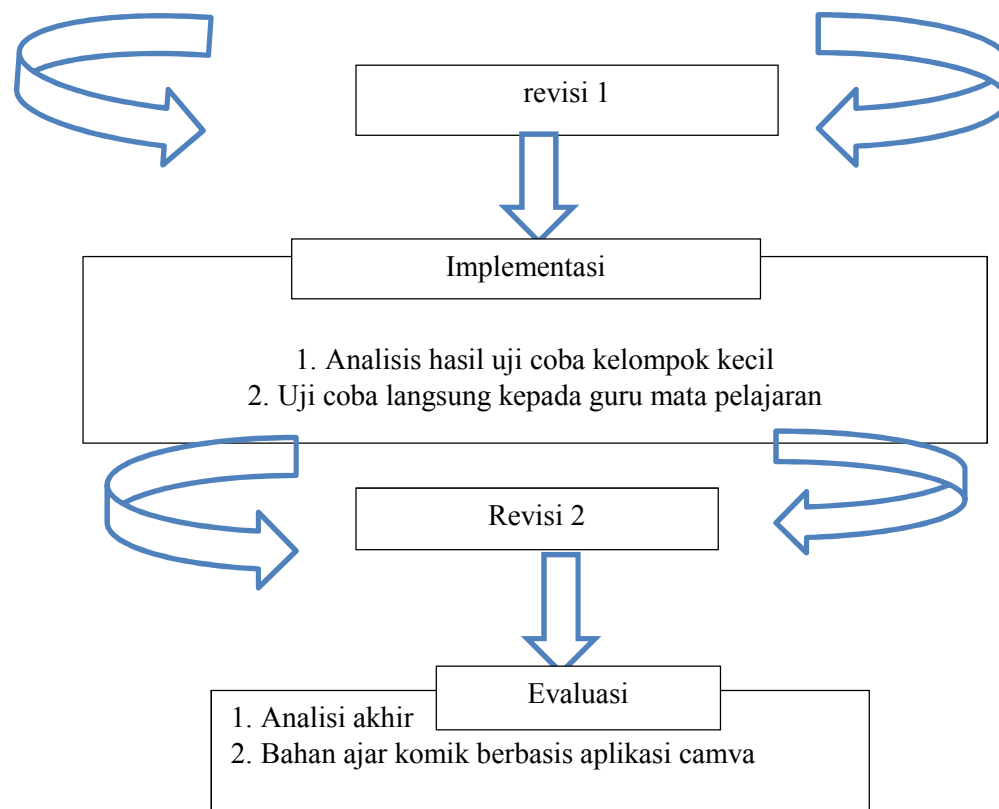 revisi 1
Implementasi
1. Analisis hasil uji coba kelompok kecil
2. Uji coba langsung kepada guru mata pelajaran
Revisi 2
Evaluasi
1. Analisi akhir
2. Bahan ajar komik berbasis aplikasi camva